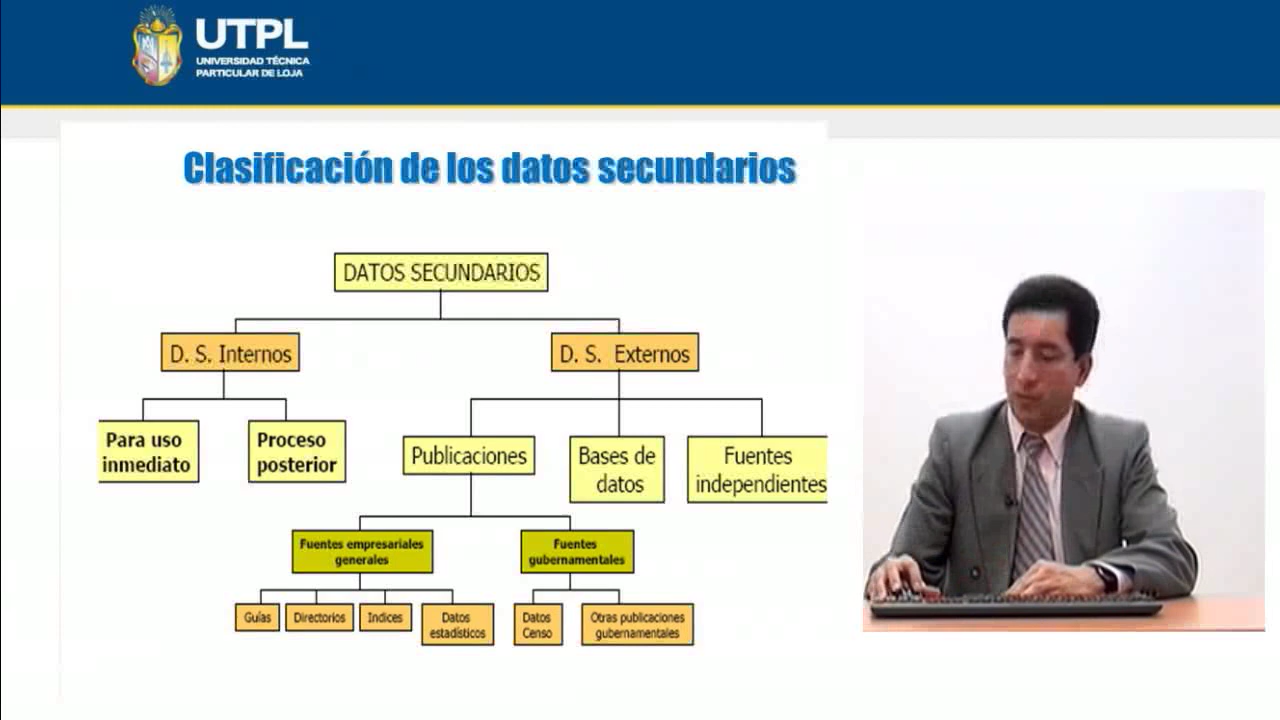 UTPL
UNIVERSIDAD TÉCNICA
PARTICULAR DE LOJA
Clasificación de los datos secundarios
DATOS SECUNDARIOS
D. S. Internos
D. S. Externos
Para uso
inmediato
Proceso
posterior
Publicaciones
Bases de
datos
Fuentes
independientes
Fuentes empresariales
generales
Fuentes
gubernamentales
Guías
Directorios
Indices
Datos
estadísticos
Datos
Censo
Otras publicaciones
gubernamentales